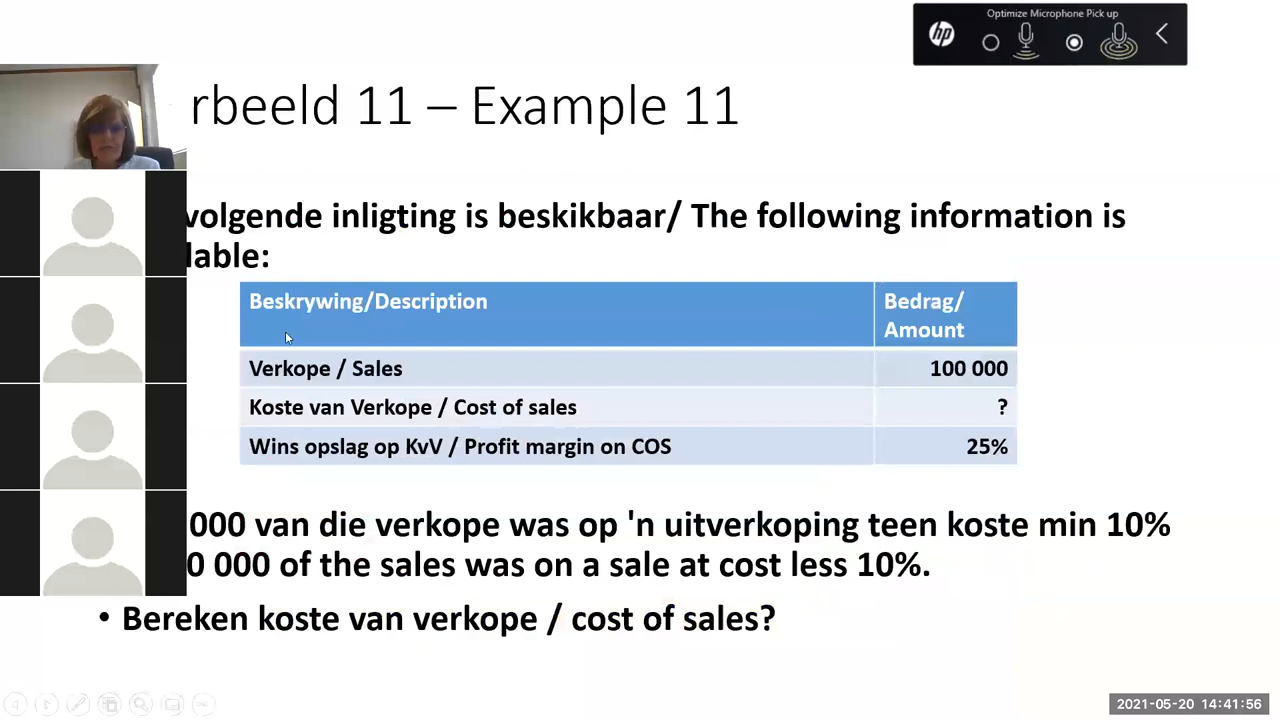 Optimize Microphone Pick up
hp
rbeeld 11 – Example 11
volgende inligting is beskikbaar/ The following information is
lable:
Beskrywing/Description Bedrag/
Amount
Verkope / Sales 100 000
Koste van Verkope / Cost of sales ?
Wins opslag op KvV / Profit margin on COS 25%
000 van die verkope was op 'n uitverkoping teen koste min 10%
0 000 of the sales was on a sale at cost less 10%.
• Bereken koste van verkope / cost of sales?
2021-05-20 14:41:56